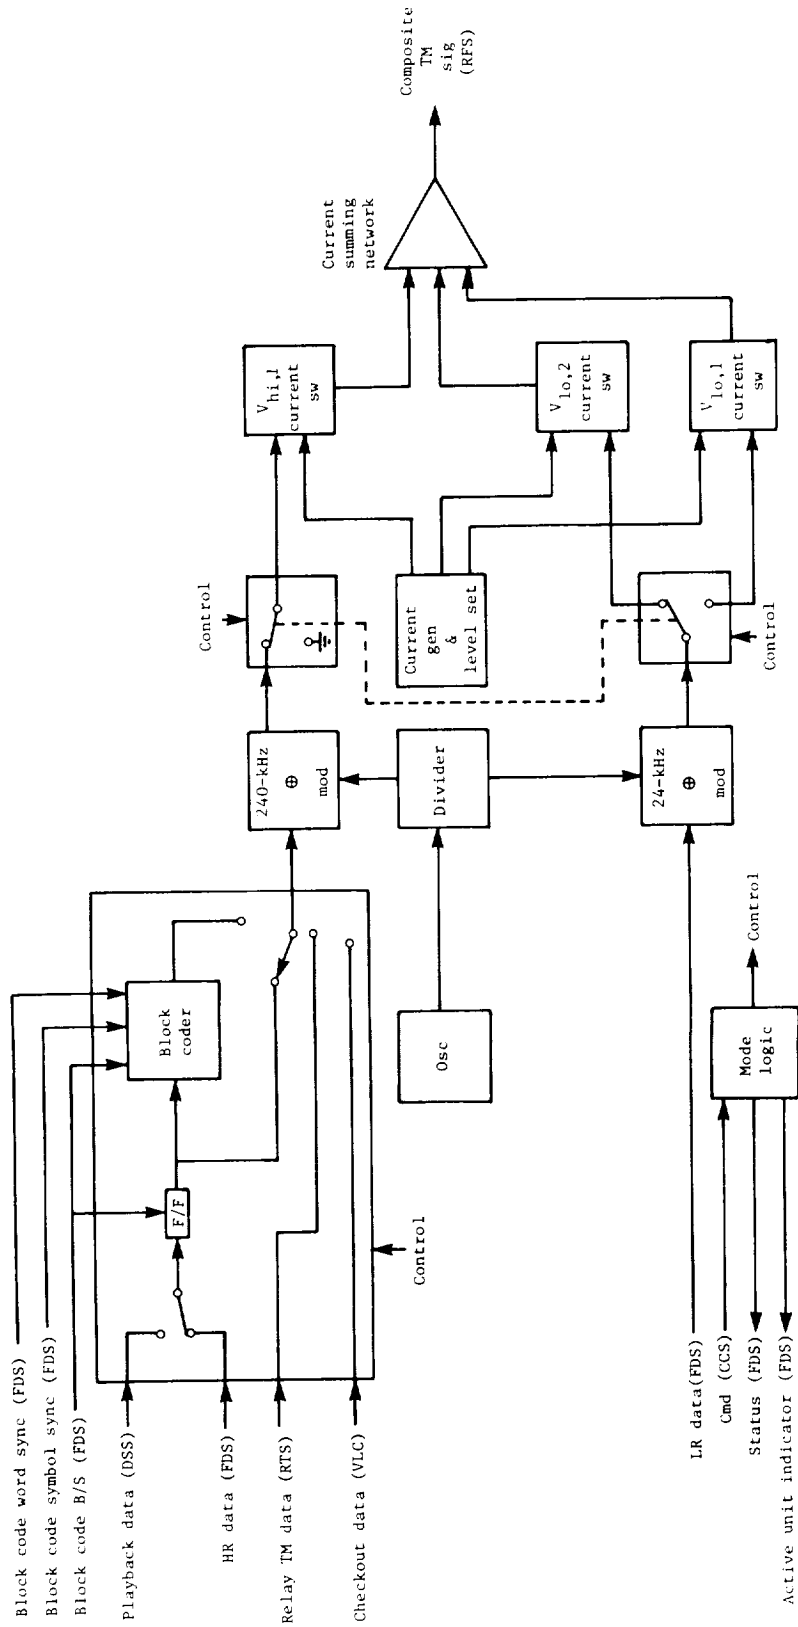 Block code word sync (FDS)
Block code symbol sync (FDS)
Block code B/S (FDS)
Playback data (DSS)
HR data (FDS)
Relay TM data (RTS)
Checkout data (VLC)
F/F
Block
coder
Control
Osc
Divider
240-kHz
⊕
mod
Control
Current
gen
&
level set
V hi,1
current
sw
V lo,2
current
sw
V lo,1
current
sw
Current
summing
network
Composite
TM
sig
(RFS)
24-kHz
⊕
mod
Control
LR data(FDS)
Cmd (CCS)
Status (FDS)
Active unit indicator (FDS)
Mode
logic
Control